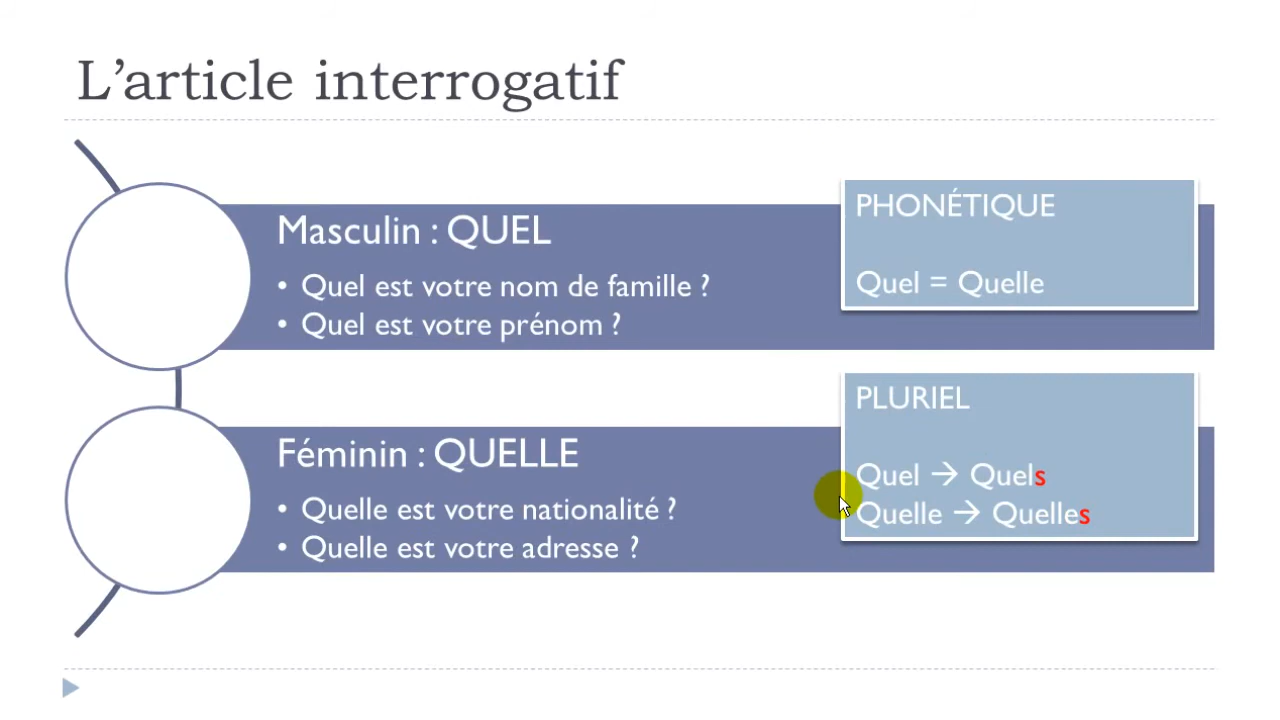 L’article interrogatif
Masculin : QUEL
• Quel est votre nom de famille ?
• Quel est votre prénom ?
PHONÉTIQUE
Quel = Quelle
Féminin : QUELLE
• Quelle est votre nationalité ?
• Quelle est votre adresse ?
PLURIEL
Quel → Quels
Quelle → Quelles